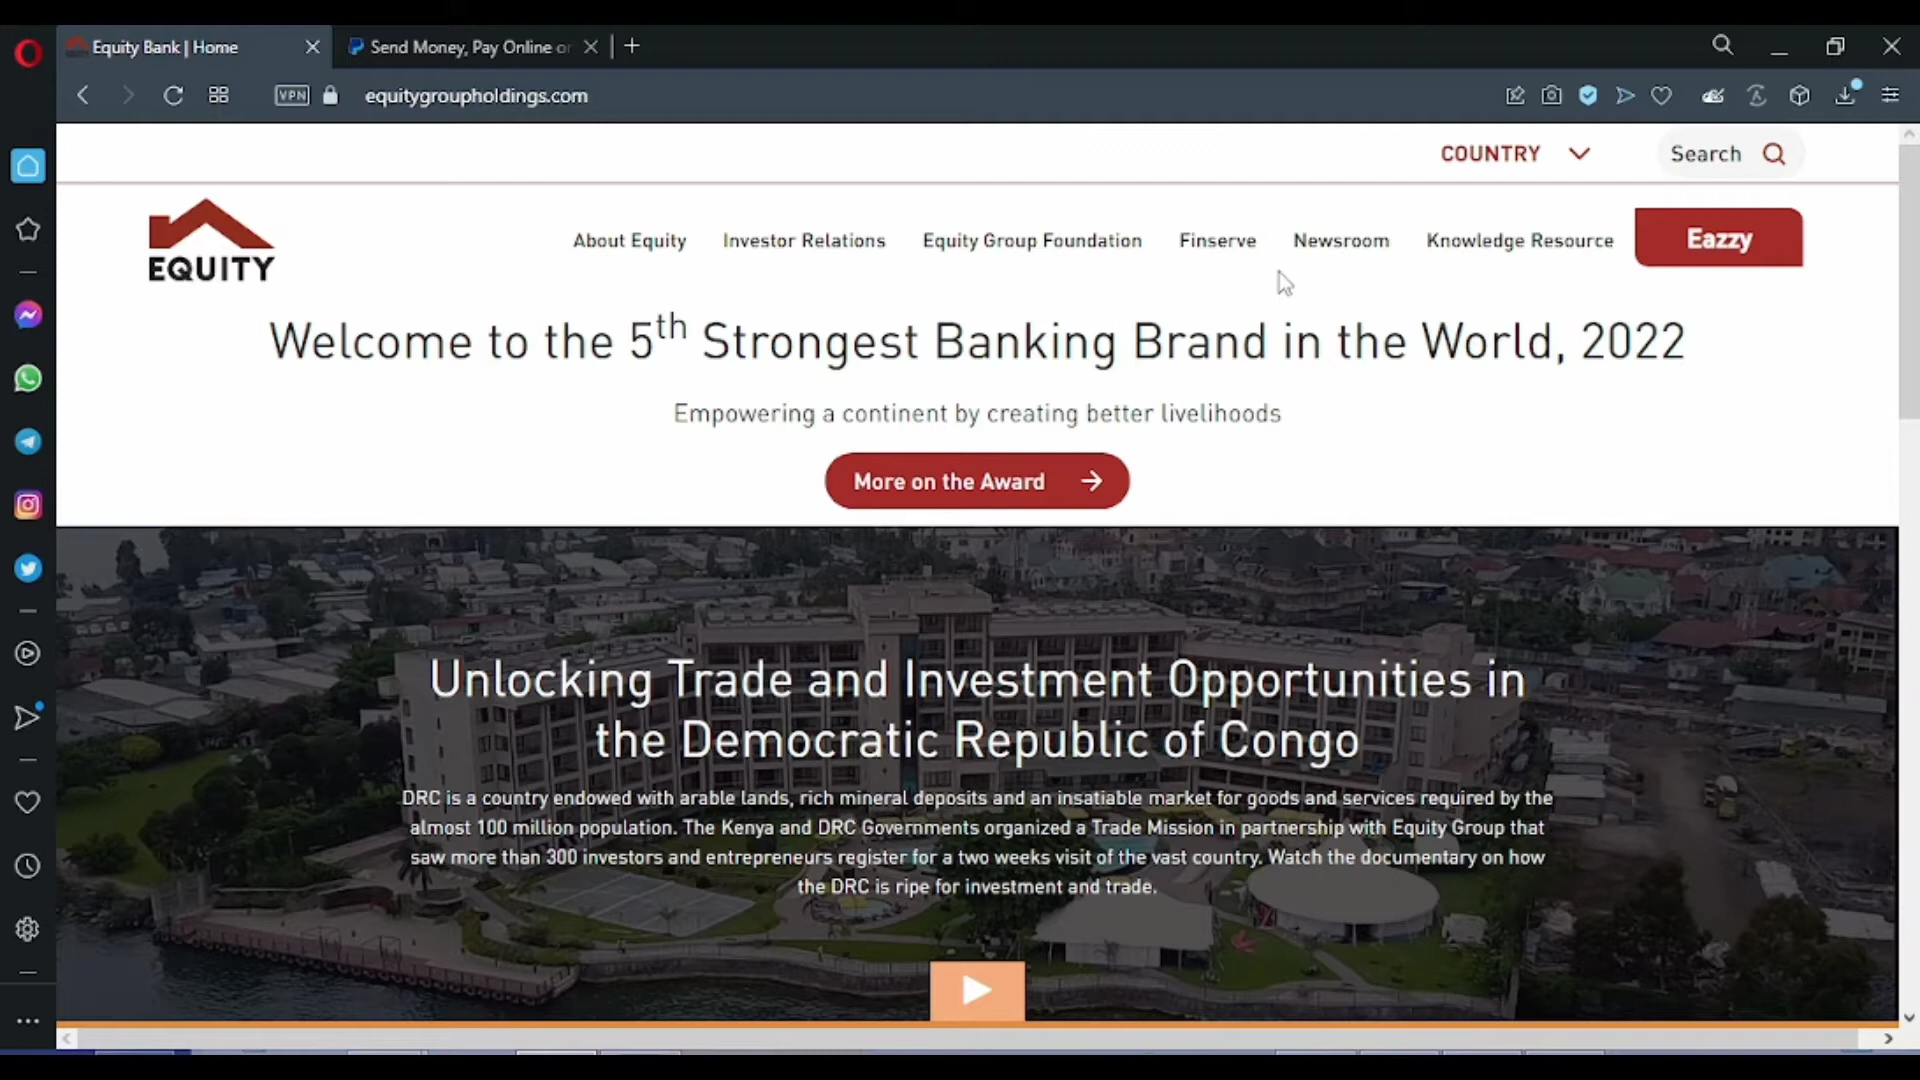 Equity Bank | Home
Send Money, Pay Online or
VPN
equitygroupholdings.com
COUNTRY
Search
EQUITY
About Equity
Investor Relations
Equity Group Foundation
Finserve
Newsroom
Knowledge Resource
Eazzy
Welcome to the 5th Strongest Banking Brand in the World, 2022
Empowering a continent by creating better livelihoods
More on the Award
Unlocking Trade and Investment Opportunities in
the Democratic Republic of Congo
DRC is a country endowed with arable lands, rich mineral deposits and an insatiable market for goods and services required by the
almost 100 million population. The Kenya and DRC Governments organized a Trade Mission in partnership with Equity Group that
saw more than 300 investors and entrepreneurs register for a two weeks visit of the vast country. Watch the documentary on how
the DRC is ripe for investment and trade.